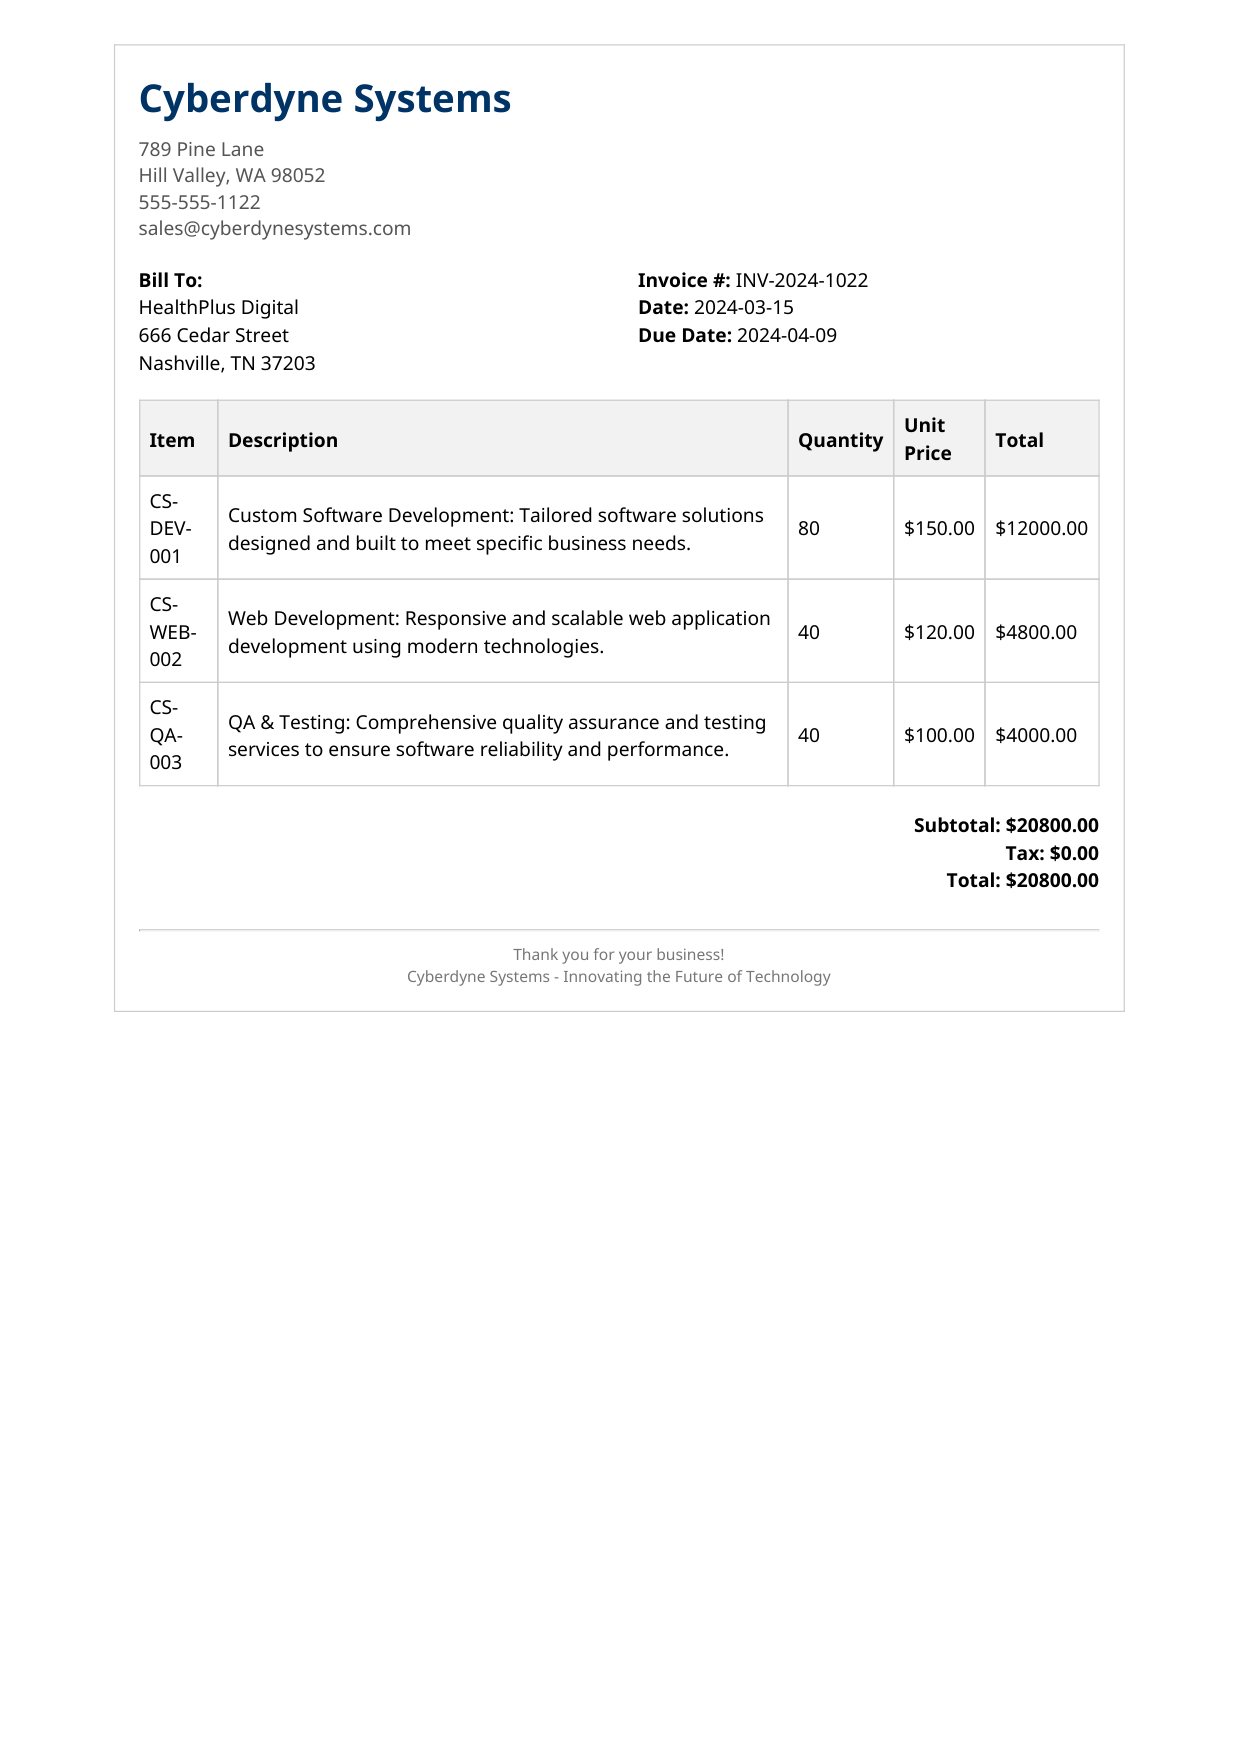 Cyberdyne Systems
789 Pine Lane
Hill Valley, WA 98052
555-555-1122
sales@cyberdynesystems.com
Bill To:
HealthPlus Digital
666 Cedar Street
Nashville, TN 37203
Invoice #: INV-2024-1022
Date: 2024-03-15
Due Date: 2024-04-09
Item Description Quantity Unit
Price Total
CS-
DEV-
001
Custom Software Development: Tailored software solutions
designed and built to meet specific business needs.
80 $150.00 $12000.00
CS-
WEB-
002
Web Development: Responsive and scalable web application
development using modern technologies.
40 $120.00 $4800.00
CS-
QA-
003
QA & Testing: Comprehensive quality assurance and testing
services to ensure software reliability and performance.
40 $100.00 $4000.00
Subtotal: $20800.00
Tax: $0.00
Total: $20800.00
Thank you for your business!
Cyberdyne Systems - Innovating the Future of Technology